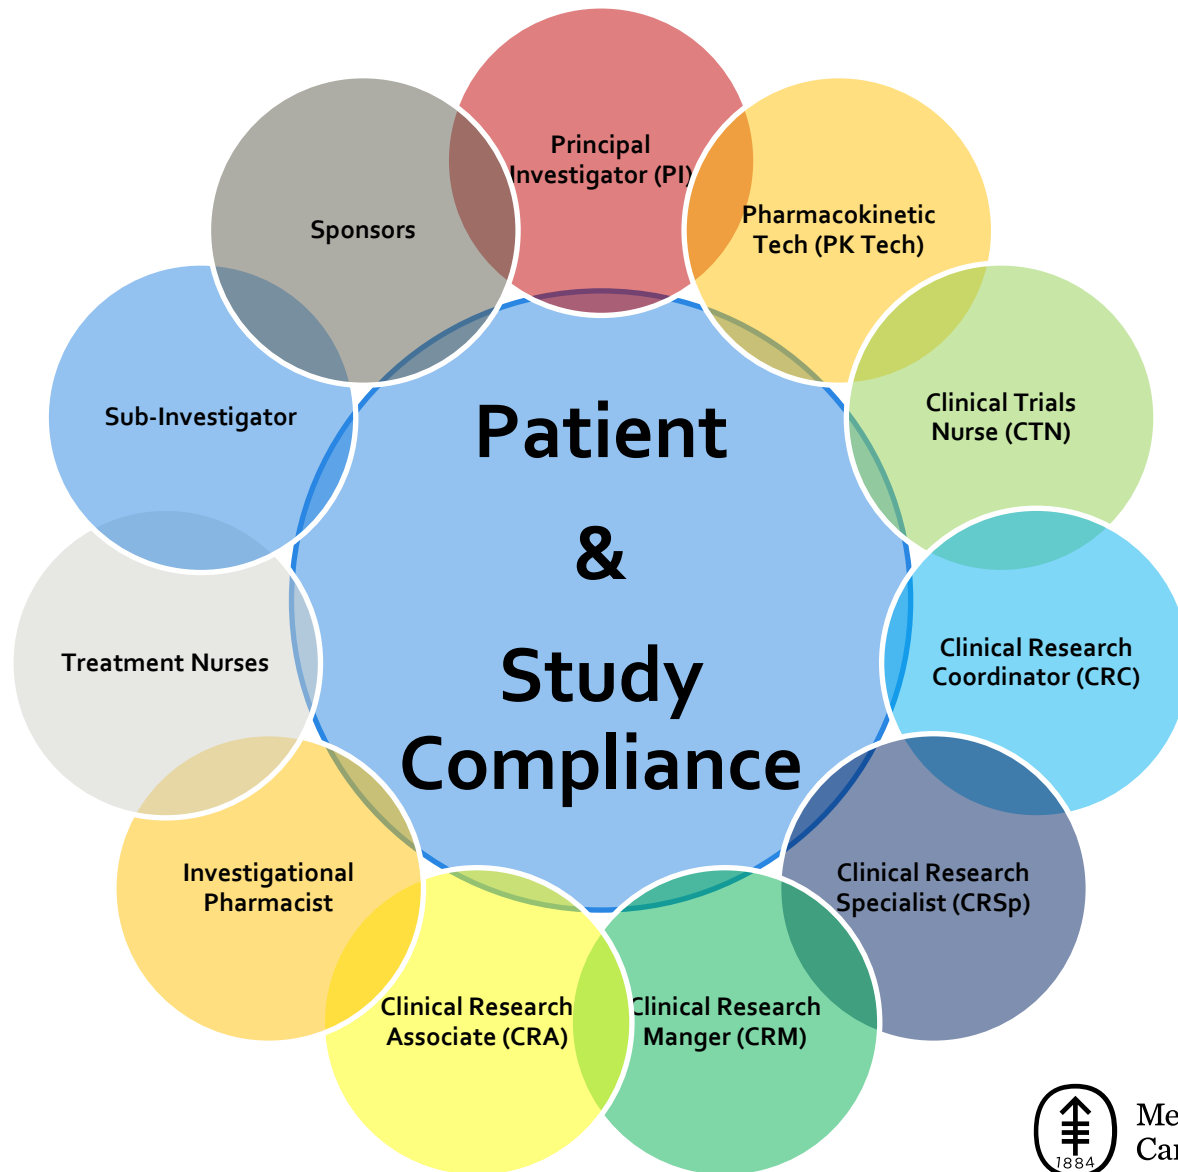 Principal
Investigator (PI)
Pharmacokinetic
Tech (PK Tech)
Clinical Trials
Nurse (CTN)
Clinical Research
Coordinator (CRC)
Clinical Research
Specialist (CRSp)
Clinical Research
Manger (CRM)
Clinical Research
Associate (CRA)
Investigational
Pharmacist
Treatment Nurses
Sub-Investigator
Sponsors
Patient
&
Study
Compliance
1884
Me
Car